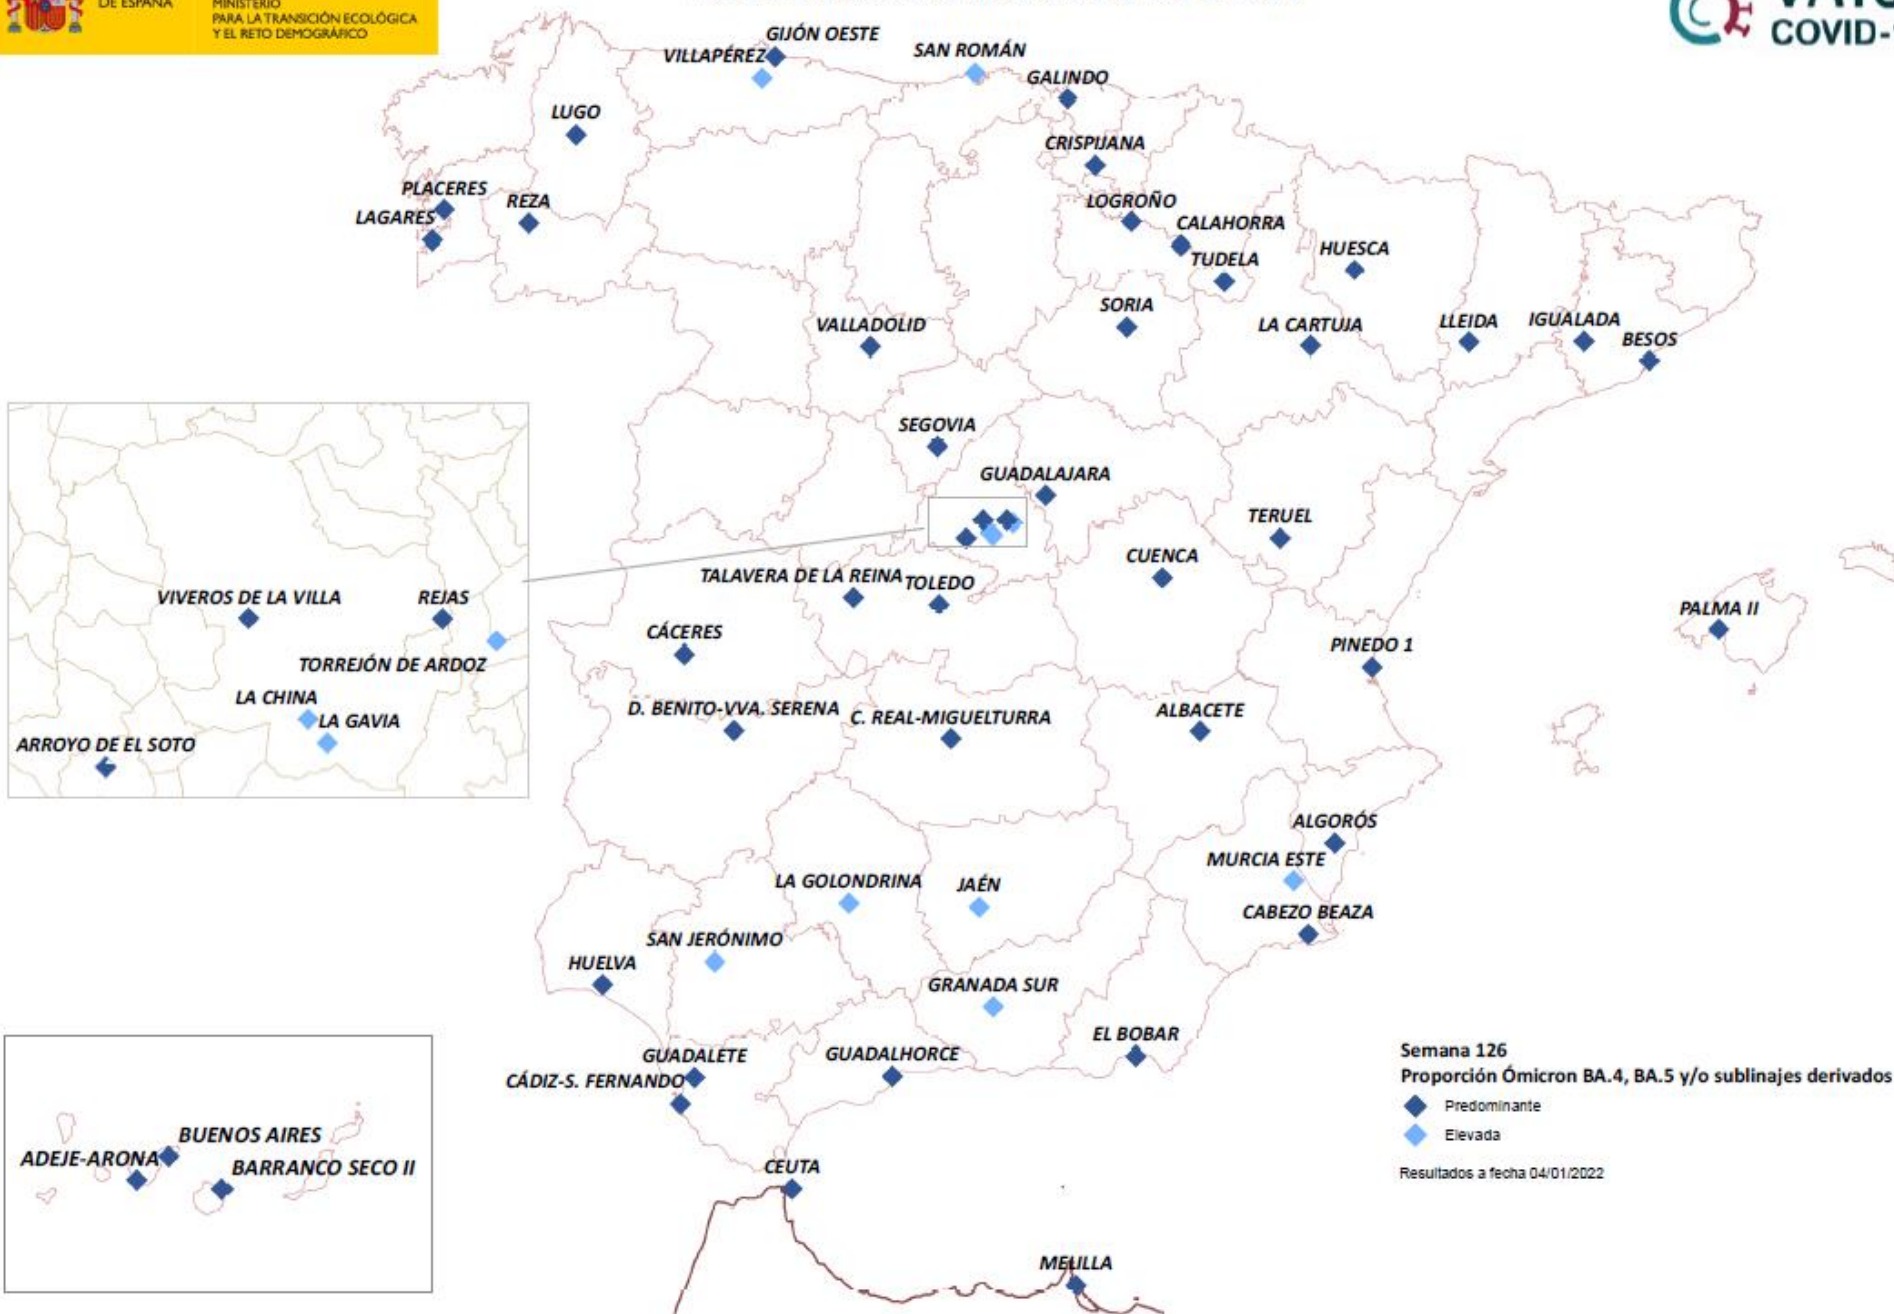 DE ESPAÑA
MINISTERIO
PARA LA TRANSICIÓN ECOLÓGICA
Y EL RETO DEMOGRÁFICO
COVID-
GIJÓN OESTE
VILLAPÉREZ
SAN ROMÁN
GALINDO
LUGO
CRISPIJANA
PLACERES
REZA
LAGARES
LOGROÑO
CALAHORRA
TUDELA
HUESCA
SORIA
VALLADOLID
LA CARTUJA
LLEIDA
IGUALADA
BESOS
SEGOVIA
GUADALAJARA
TERUEL
CUENCA
TALAVERA DE LA REINA
TOLEDO
VIVEROS DE LA VILLA
REJAS
TORREJÓN DE ARDOZ
LA CHINA
LA GAVIA
ARROYO DE EL SOTO
CÁCERES
PALMA II
PINEDO 1
D. BENITO-VVA. SERENA
C. REAL-MIGUELTURRA
ALBACETE
ALGORÓS
MURCIA ESTE
LA GOLONDRINA
JAÉN
CABEZO BEAZA
SAN JERÓNIMO
HUELVA
GRANADA SUR
EL BOBAR
GUADALETE
GUADALHORCE
CÁDIZ-S. FERNANDO
Semana 126
Proporción Ómicron BA.4, BA.5 y/o sublinajes derivados
Predominante
Elevada
Resultados a fecha 04/01/2022
BUENOS AIRES
ADEJE-ARONA
BARRANCO SECO II
CEUTA
MELILLA